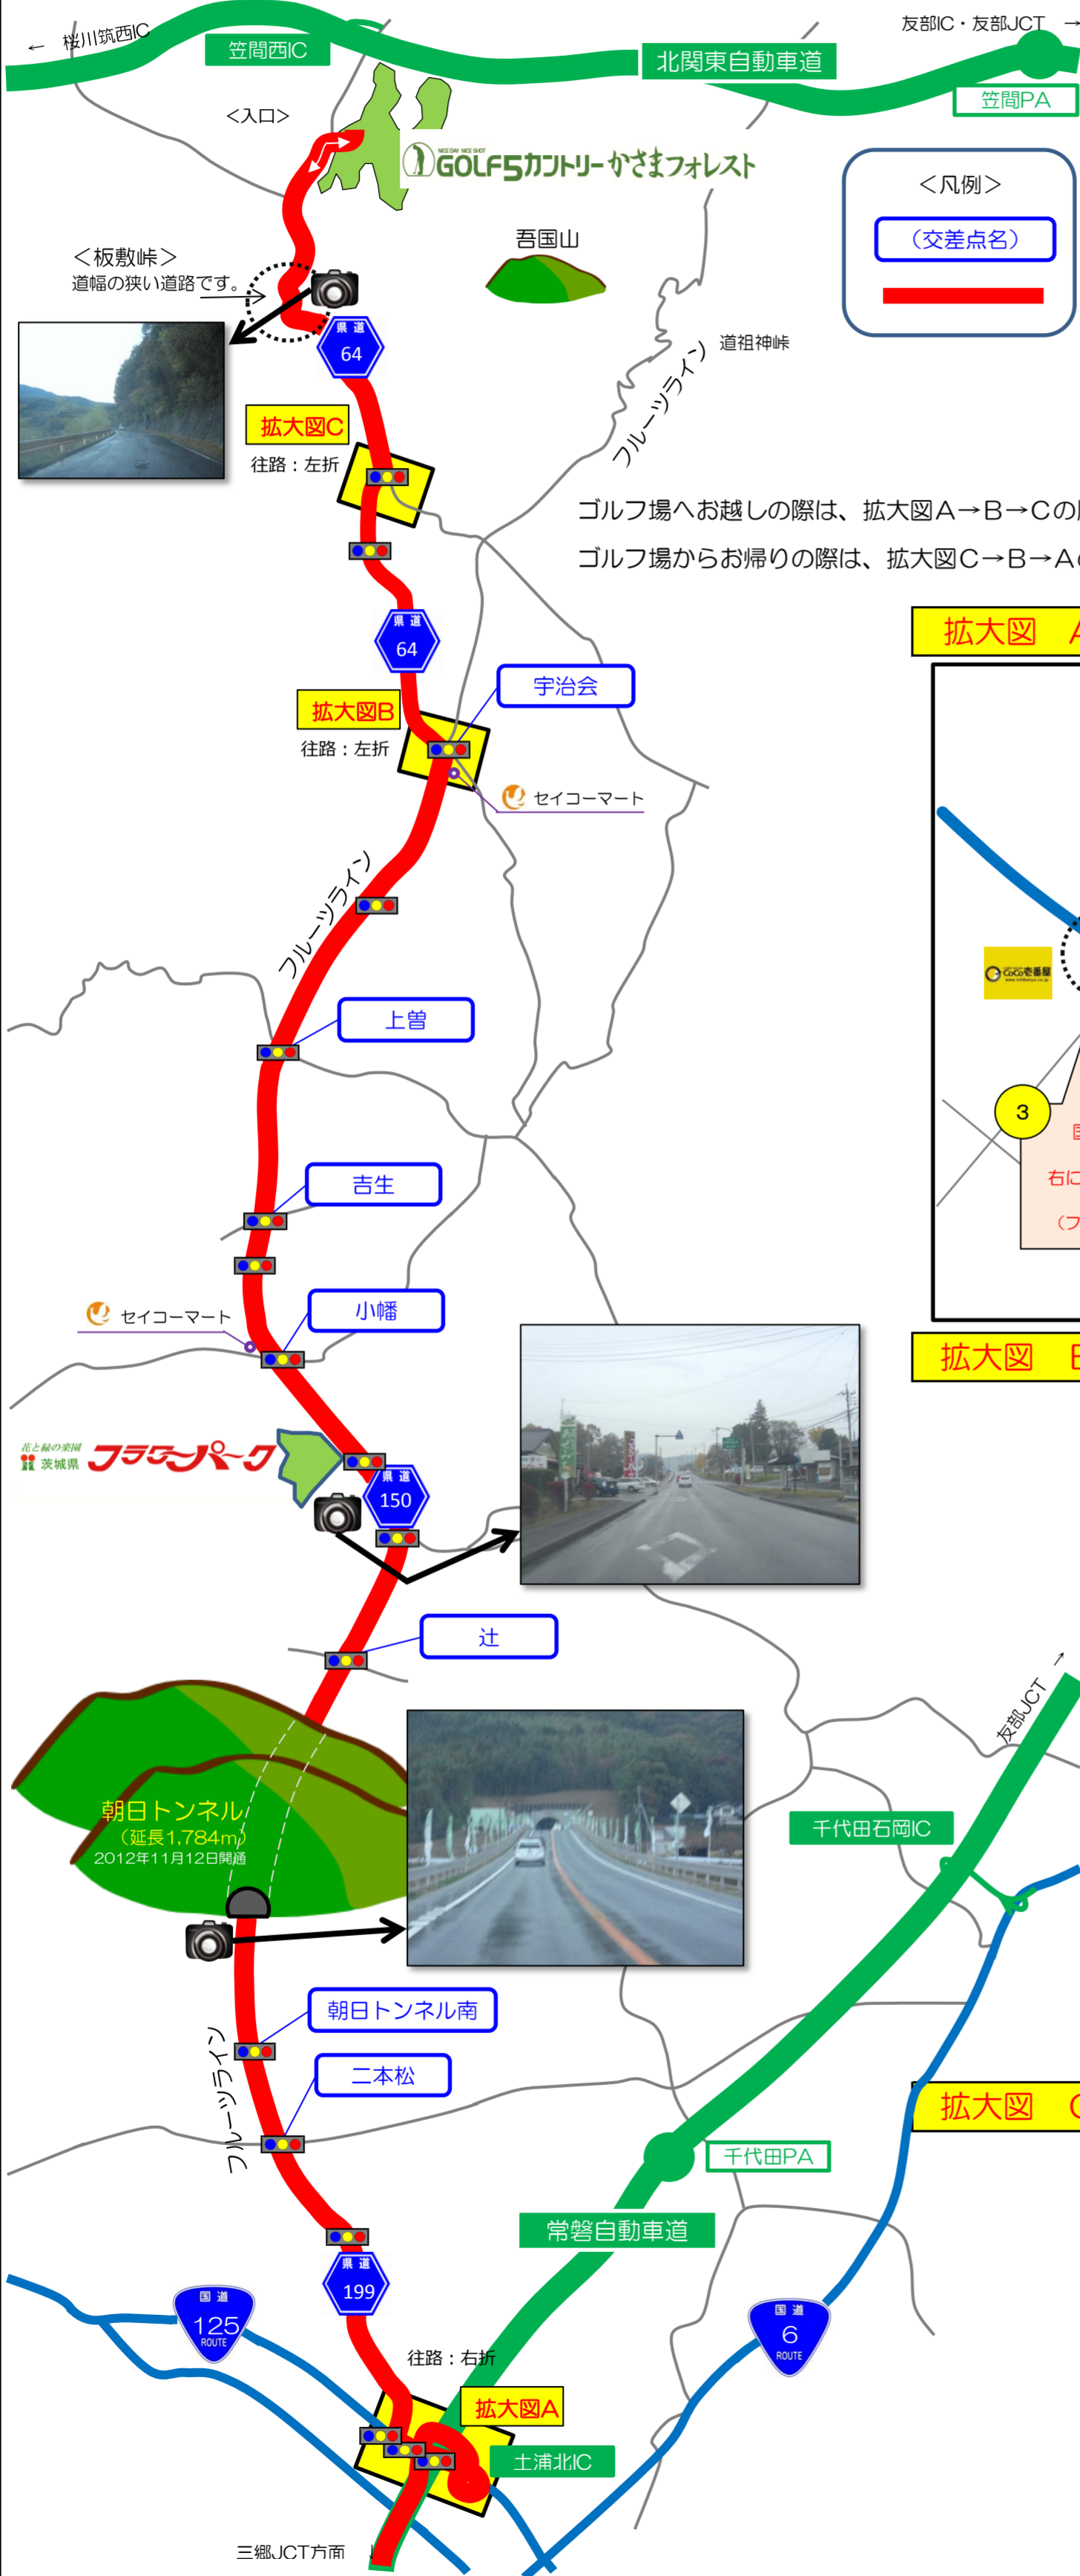 ← 桜川筑西IC
友部IC・友部JCT →
笠間西IC
北関東自動車道
笠間PA
<入口>
NICE DAY NICE SHOT
GOLF5カントリーかさまフォレスト
<凡例>
(交差点名)
吾国山
<板敷峠>
道幅の狭い道路です。
県道
64
道祖神峠
フルーツライン
拡大図C
往路：左折
ゴルフ場へお越しの際は、拡大図A→B→Cの
ゴルフ場からお帰りの際は、拡大図C→B→A
県道
64
拡大図
宇治会
拡大図B
往路：左折
セイコーマート
フルーツライン
CoCo壱番屋
上曽
3
右に
(フ
吉生
小幡
セイコーマート
拡大図
花と緑の楽園
茨城県 フラワーパーク
県道
150
辻
友部JCT →
朝日トンネル
(延長1,784m)
2012年11月12日開通
千代田石岡IC
朝日トンネル南
二本松
フルーツライン
拡大図
千代田PA
常磐自動車道
県道
199
国道
125
ROUTE
国道
6
ROUTE
往路：右折
拡大図A
土浦北IC
三郷JCT方面